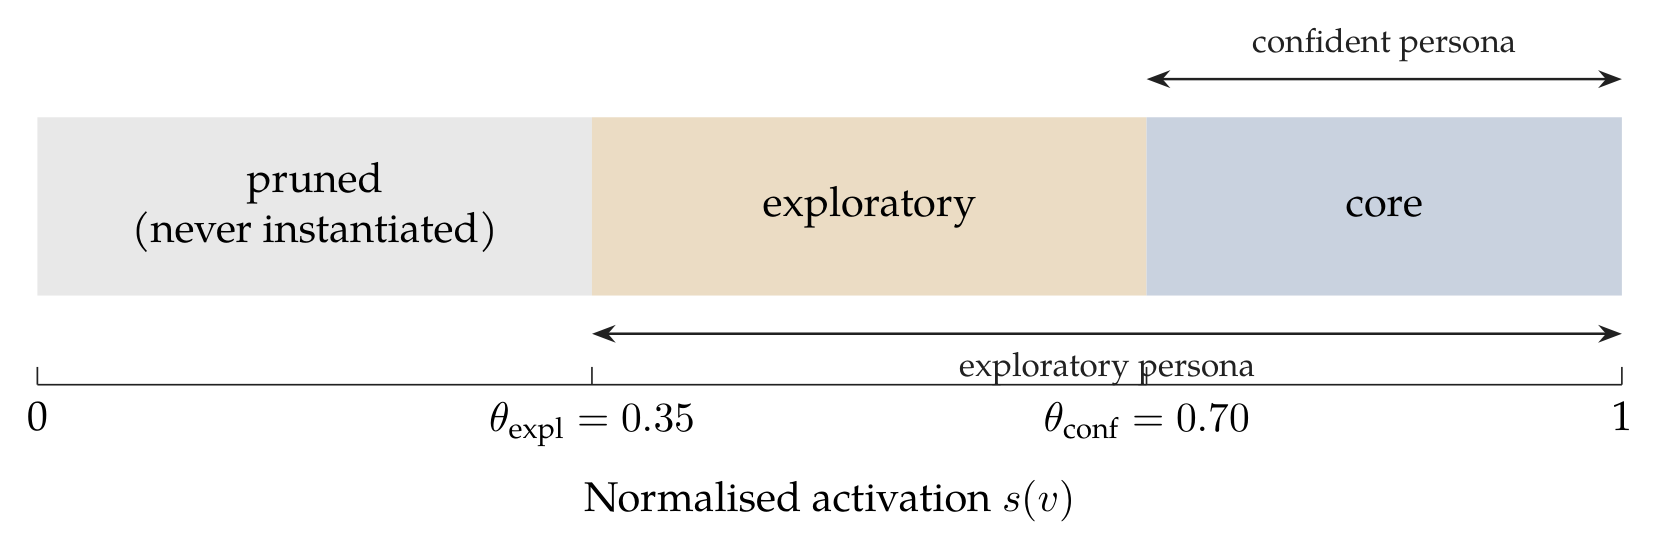 confident persona
pruned
(never instantiated)
exploratory
core
exploratory persona
0
θexpl = 0.35
θconf = 0.70
1
Normalised activation s(v)